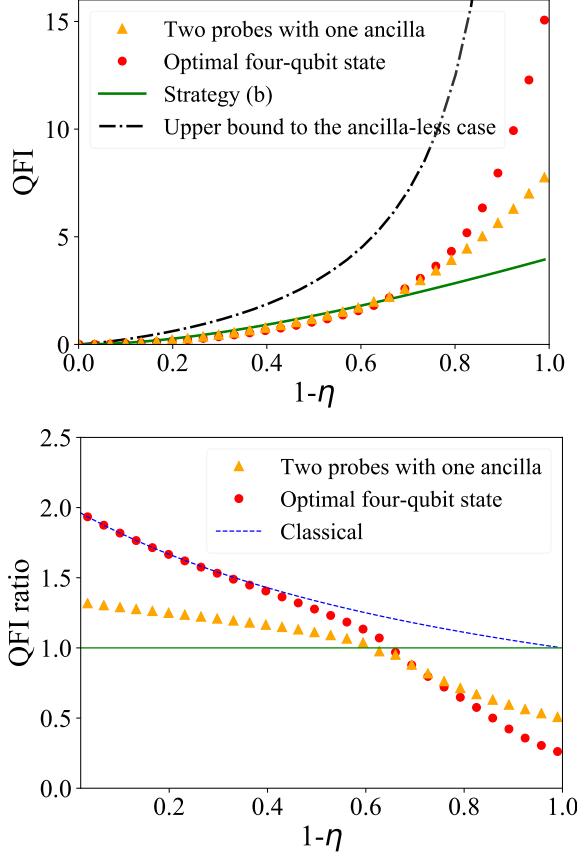 15
10
5
0
QFI
Two probes with one ancilla
Optimal four-qubit state
Strategy (b)
Upper bound to the ancilla-less case
0.0 0.2 0.4 0.6 0.8 1.0
1-η
2.5
2.0
1.5
1.0
0.5
0.0
QFI ratio
Two probes with one ancilla
Optimal four-qubit state
Classical
0.2 0.4 0.6 0.8 1.0
1-η